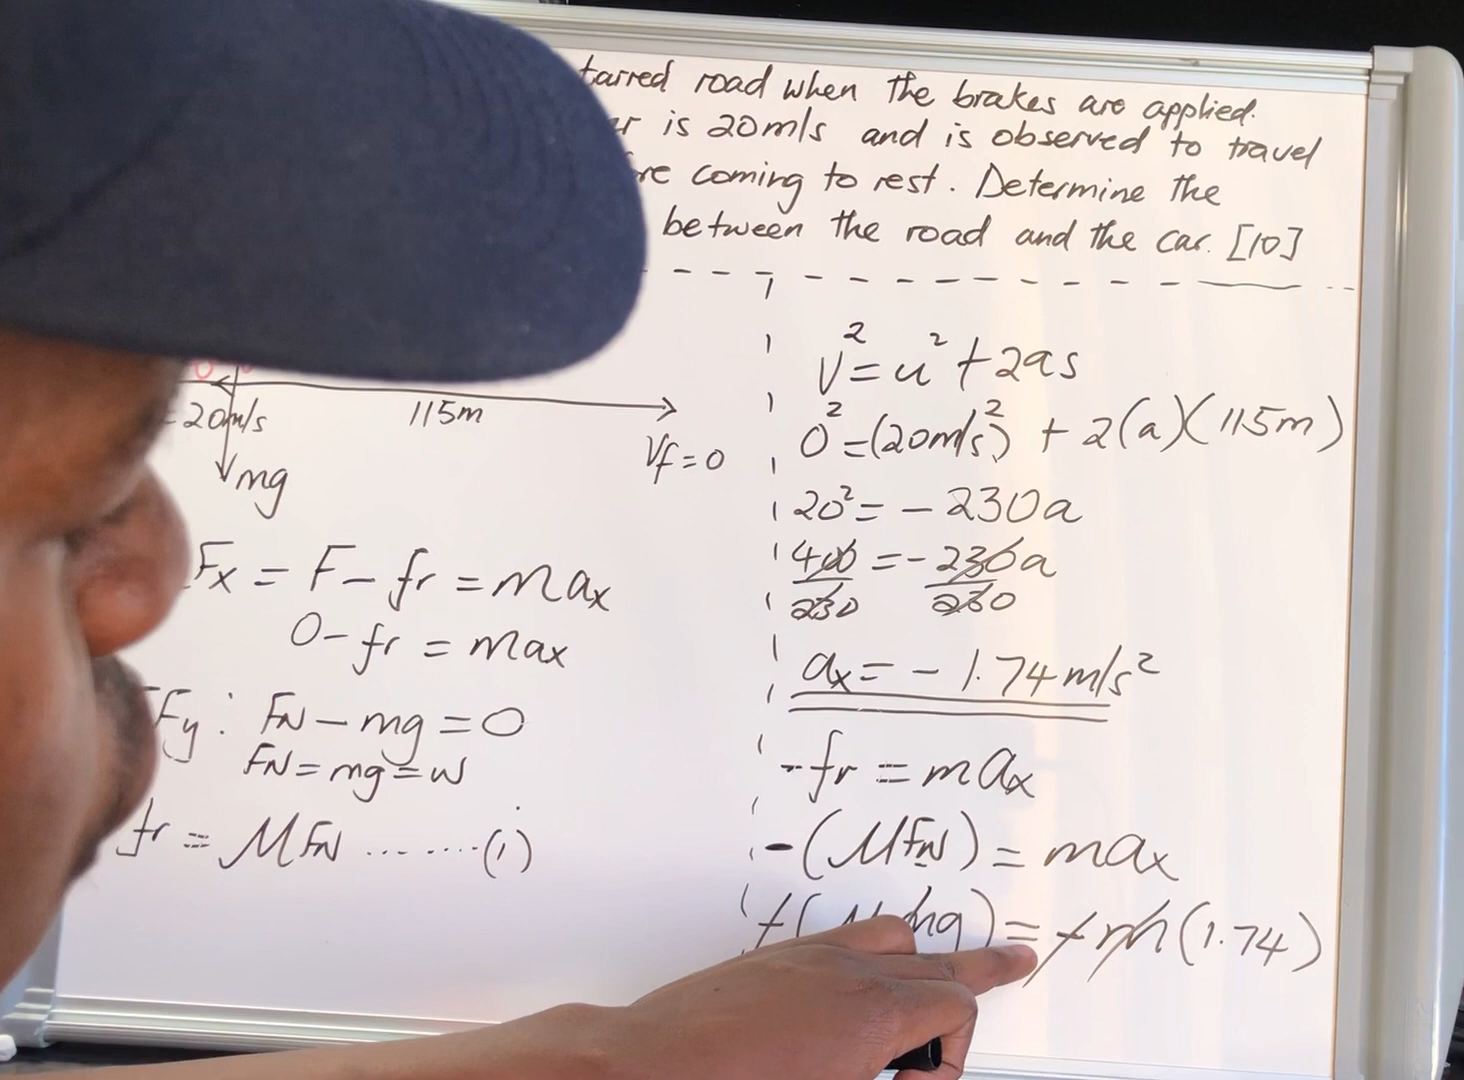 tarred road when the brakes are applied.
is 20m/s and is observed to travel
coming to rest. Determine the
between the road and the car. [10]
= 20m/s
115m
Vf = 0
mg
Fx = F - fr = max
0 - fr = max
Fy: FN - mg = 0
FN = mg = w
fr = μFN ........(i)
v² = u² + 2as
0² = (20m/s)² + 2(a)(115m)
20² = - 230a
400 = - 230a
230 230
ax = - 1.74 m/s²
-fr = max
-(μFN) = max
mg) = -m(1.74)